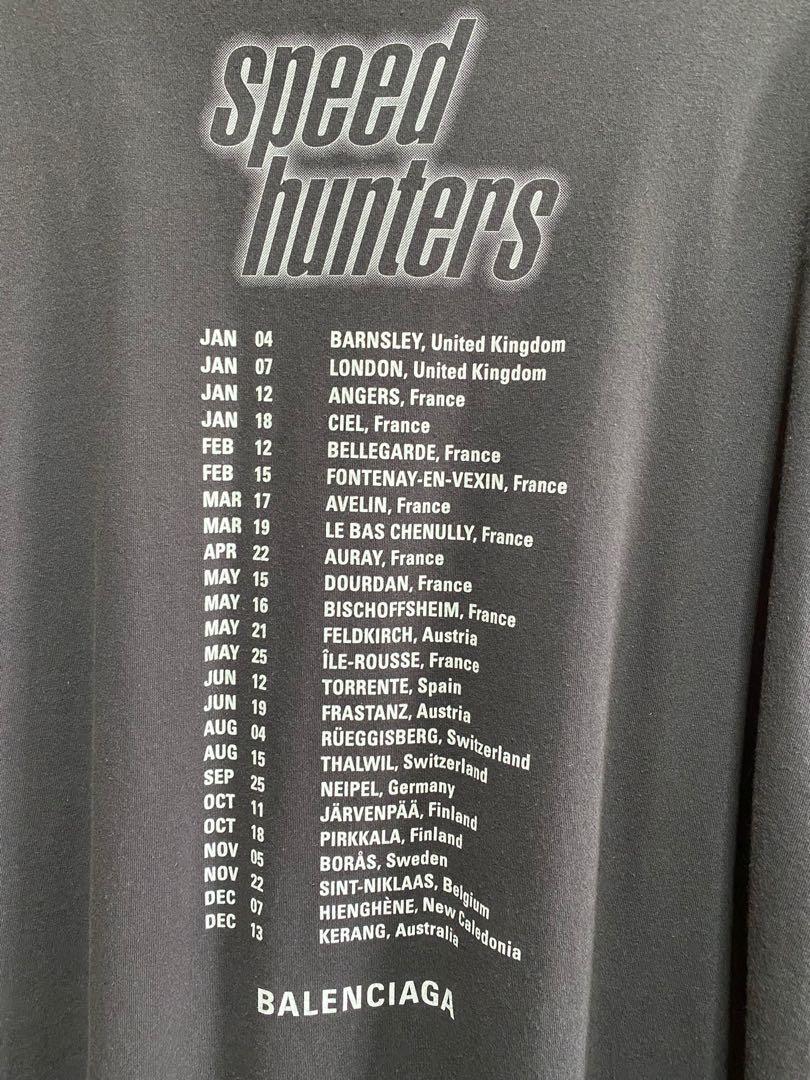 speed
hunters
JAN 04 BARNSLEY, United Kingdom
JAN 07 LONDON, United Kingdom
JAN 12 ANGERS, France
JAN 18 CIEL, France
FEB 12 BELLEGARDE, France
FEB 15 FONTENAY-EN-VEXIN, France
MAR 17 AVELIN, France
MAR 19 LE BAS CHENULLY, France
APR 22 AURAY, France
MAY 15 DOURDAN, France
MAY 16 BISCHOFFSHEIM, France
MAY 21 FELDKIRCH, Austria
MAY 25 ÎLE-ROUSSE, France
JUN 12 TORRENTE, Spain
JUN 19 FRASTANZ, Austria
AUG 04 RÜEGGISBERG, Switzerland
AUG 15 THALWIL, Switzerland
SEP 25 NEIPEL, Germany
OCT 11 JÄRVENPÄÄ, Finland
OCT 18 PIRKKALA, Finland
NOV 05 BORÅS, Sweden
NOV 22 SINT-NIKLAAS, Belgium
DEC 07 HIENGHÈNE, New Caledonia
DEC 13 KERANG, Australia
BALENCIAGA